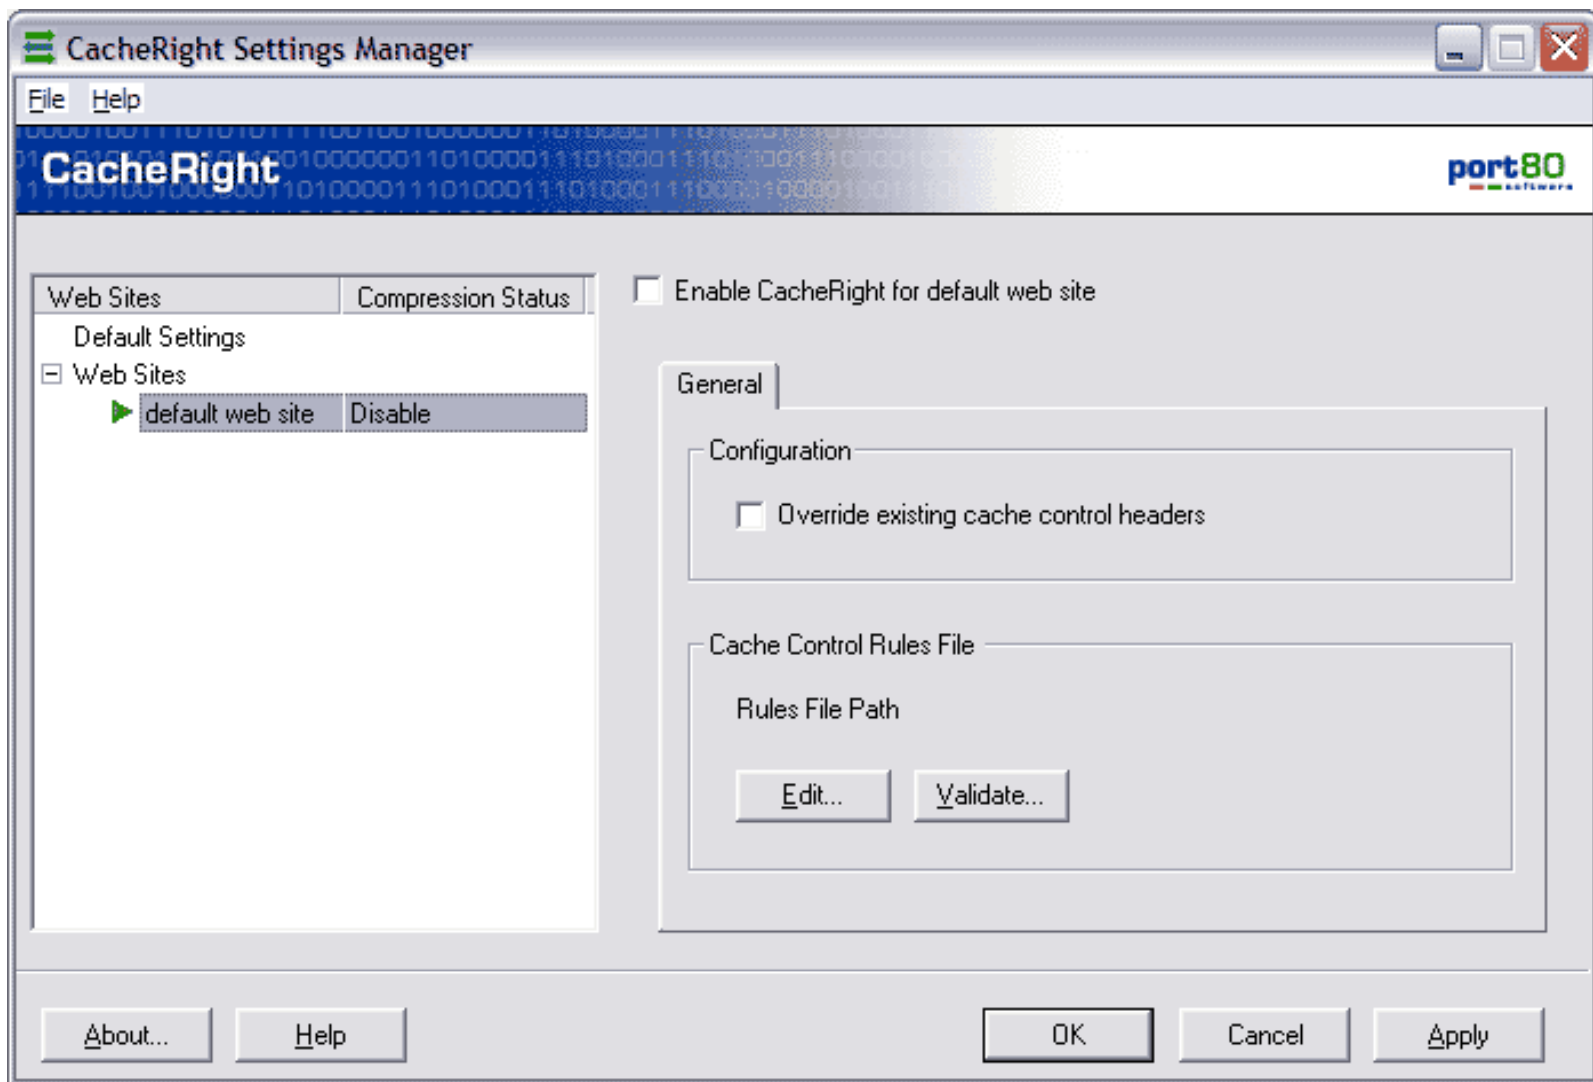 CacheRight Settings Manager
File Help
CacheRight
port80
software
Web Sites Compression Status
Default Settings
Web Sites
default web site Disable
Enable CacheRight for default web site
General
Configuration
Override existing cache control headers
Cache Control Rules File
Rules File Path
Edit... Validate...
About... Help OK Cancel Apply